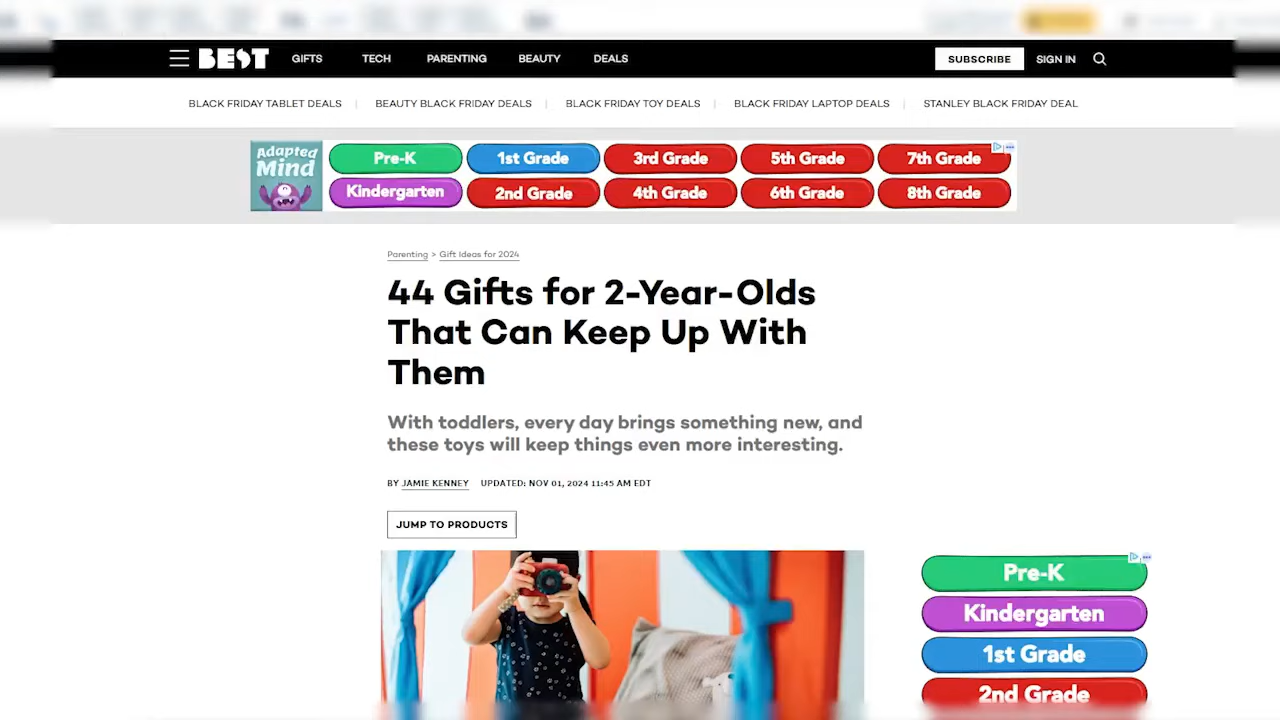 BEST GIFTS TECH PARENTING BEAUTY DEALS SUBSCRIBE SIGN IN
BLACK FRIDAY TABLET DEALS BEAUTY BLACK FRIDAY DEALS BLACK FRIDAY TOY DEALS BLACK FRIDAY LAPTOP DEALS STANLEY BLACK FRIDAY DEAL
Adapted
Mind
Pre-K 1st Grade 3rd Grade 5th Grade 7th Grade
Kindergarten 2nd Grade 4th Grade 6th Grade 8th Grade
Parenting > Gift Ideas for 2024
44 Gifts for 2-Year-Olds
That Can Keep Up With
Them
With toddlers, every day brings something new, and
these toys will keep things even more interesting.
BY JAMIE KENNEY UPDATED: NOV 01, 2024 11:45 AM EDT
JUMP TO PRODUCTS
Pre-K
Kindergarten
1st Grade
2nd Grade